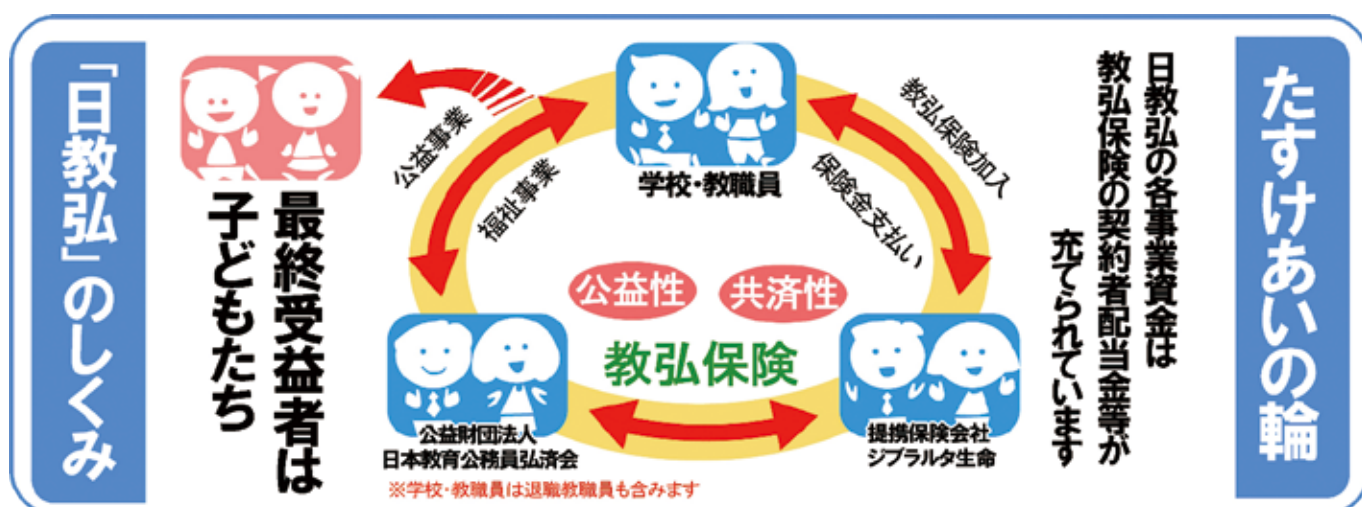 たすけあいの輪
日教弘の各事業資金は
教弘保険の契約者配当金等が
充てられています
教弘保険加入
保険金支払い
学校・教職員
公益事業
福祉事業
公益性
共済性
教弘保険
提携保険会社
ジブラルタ生命
公益財団法人
日本教育公務員弘済会
※学校・教職員は退職教職員も含みます
最終受益者は
子どもたち
「日教弘」のしくみ